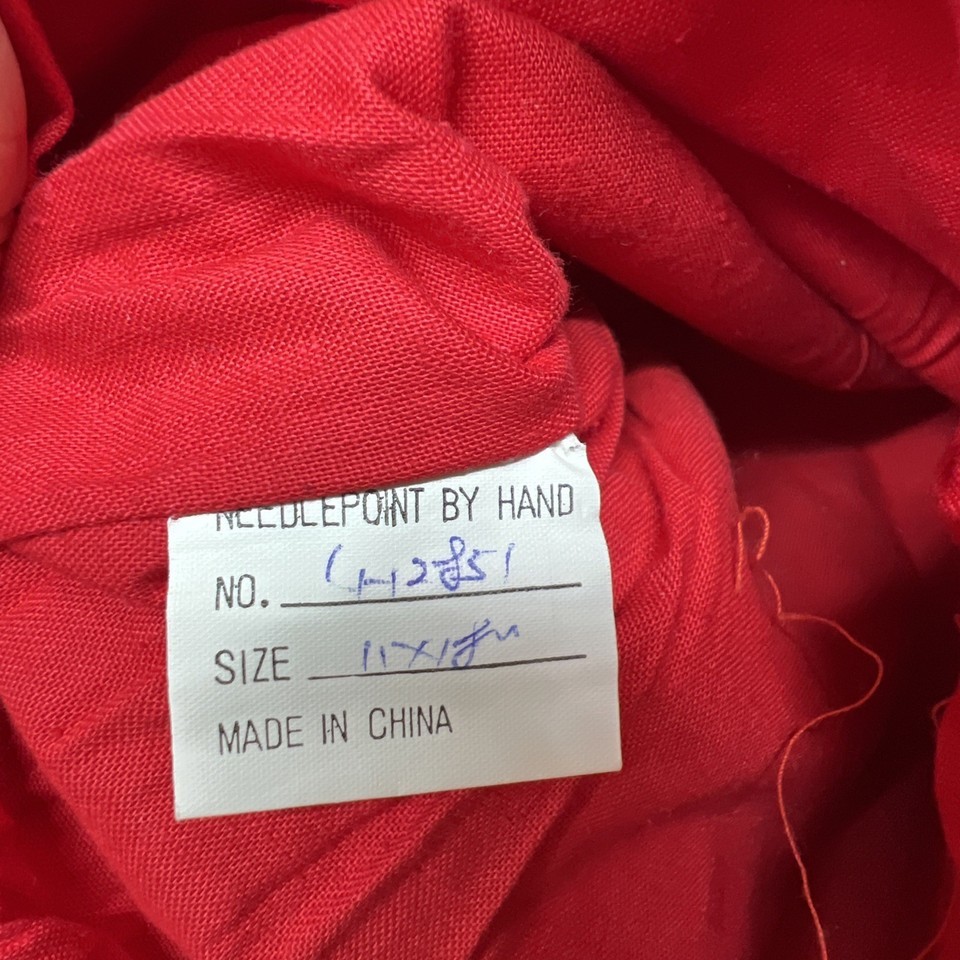 NEEDLEPOINT BY HAND
NO.
SIZE 11"X18"
MADE IN CHINA